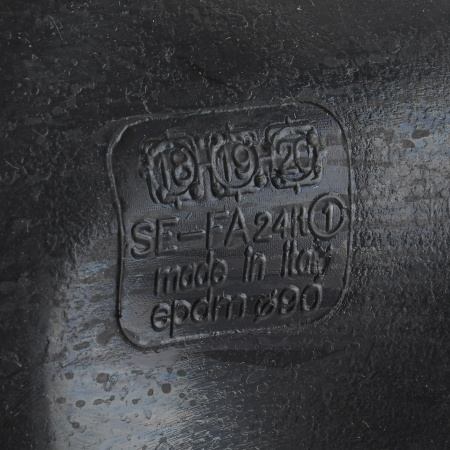 18 19 20
SE-FA24R ①
made in Italy
epdm ø90